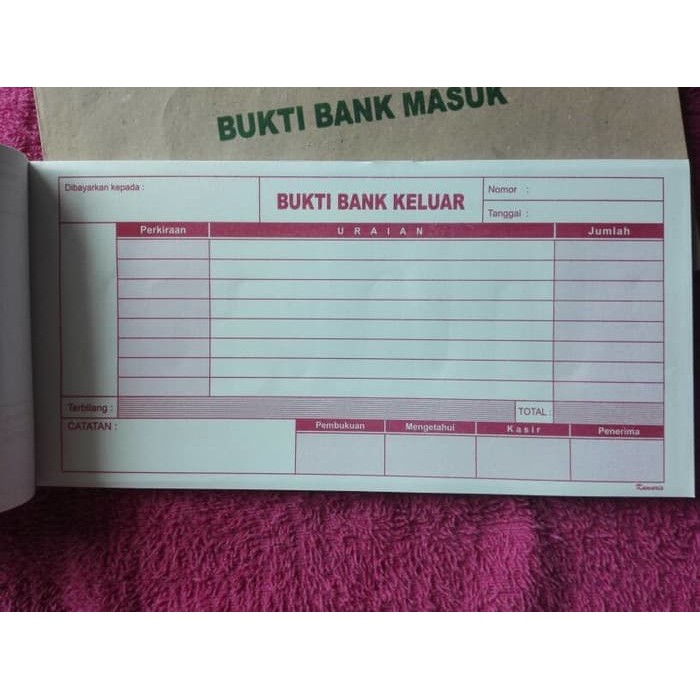 BUKTI BANK MASUK
Dibayarkan kepada :
BUKTI BANK KELUAR
Nomor :
Tanggal :
Perkiraan URAIAN Jumlah
Terbilang : TOTAL :
CATATAN : Pembukuan Mengetahui Kasir Penerima